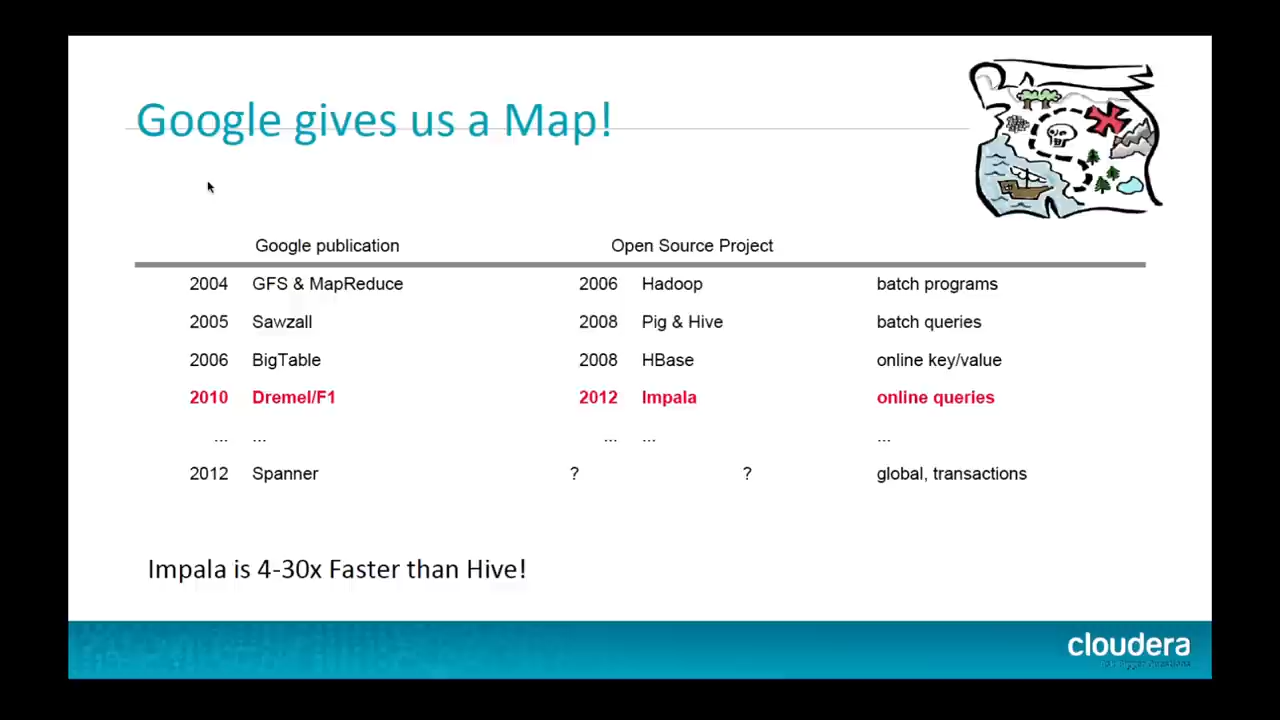 Google gives us a Map!
Google publication Open Source Project
2004 GFS & MapReduce 2006 Hadoop batch programs
2005 Sawzall 2008 Pig & Hive batch queries
2006 BigTable 2008 HBase online key/value
2010 Dremel/F1 2012 Impala online queries
... ... ... ... ...
2012 Spanner ? ? global, transactions
Impala is 4-30x Faster than Hive!
cloudera